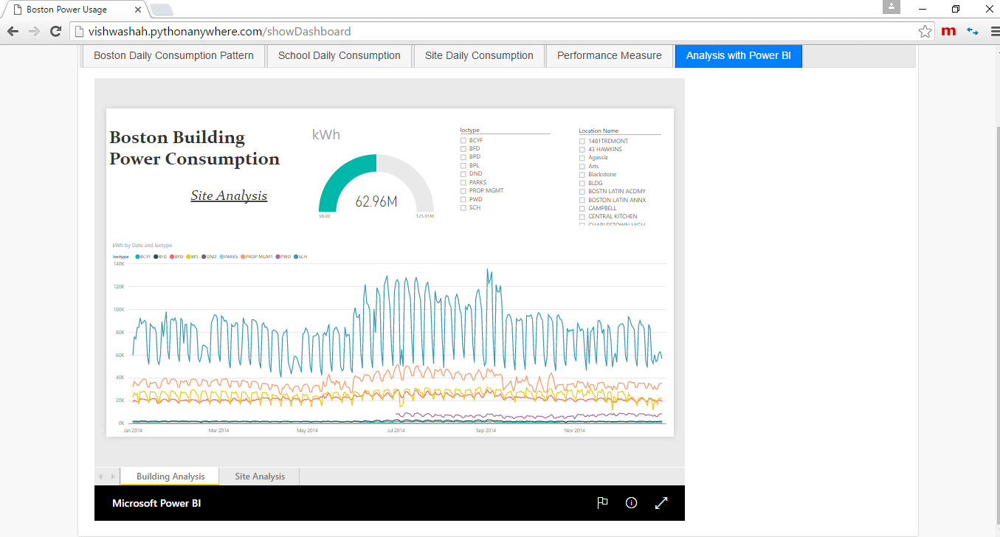 Boston Power Usage
vishwashah.pythonanywhere.com/showDashboard
Boston Daily Consumption Pattern
School Daily Consumption
Site Daily Consumption
Performance Measure
Analysis with Power BI
Boston Building
Power Consumption
Site Analysis
kWh
62.96M
58.00
125.91M
loctype
BCYF
BFD
BPD
BPL
DND
PARKS
PROP MGMT
PWD
SCH
Location Name
1481TREMONT
43 HAWKINS
Agassiz
Arts
Blackstone
BLDG
BOSTN LATIN ACDMY
BOSTON LATIN ANNX
CAMPBELL
CENTRAL KITCHEN
CHARLESTOWN HIGH
kWh by Date and loctype
loctype BCYF BFD BPD BPL DND PARKS PROP MGMT PWD SCH
140K
120K
100K
80K
60K
40K
20K
0K
Jan 2014 Mar 2014 May 2014 Jul 2014 Sep 2014 Nov 2014
Building Analysis
Site Analysis
Microsoft Power BI